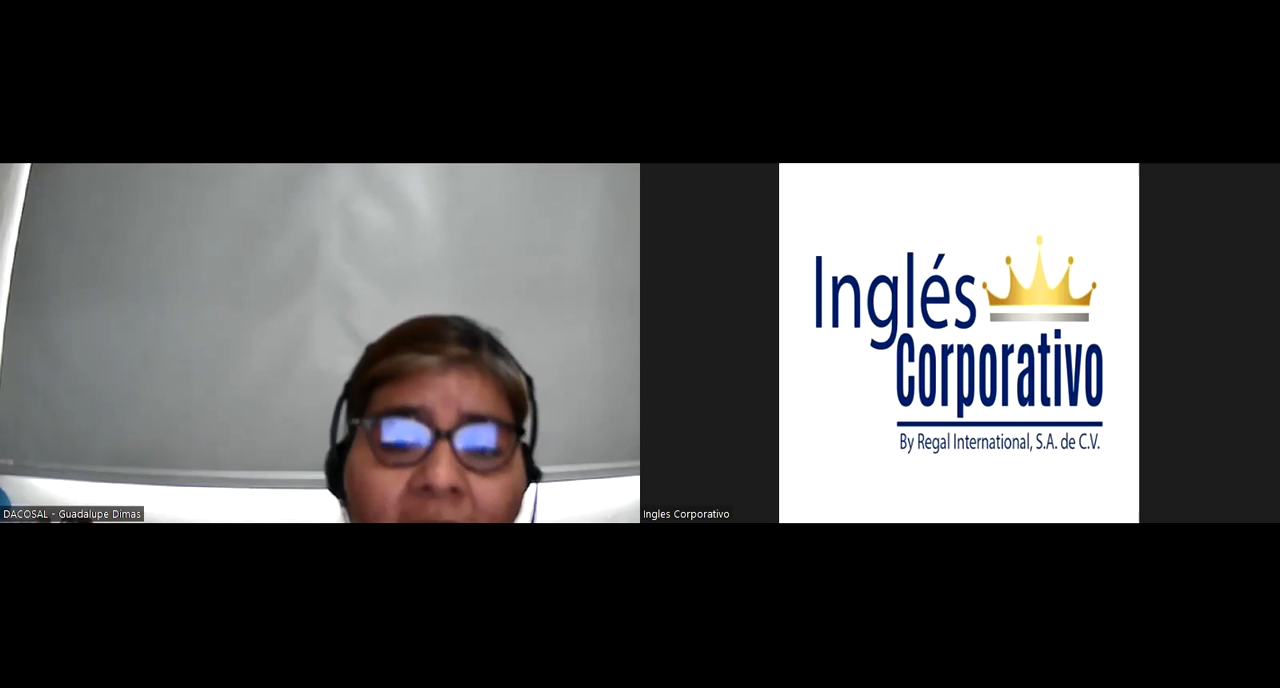 Inglés
Corporativo
By Regal International, S.A. de C.V.
DACOSAL - Guadalupe Dimas
Ingles Corporativo